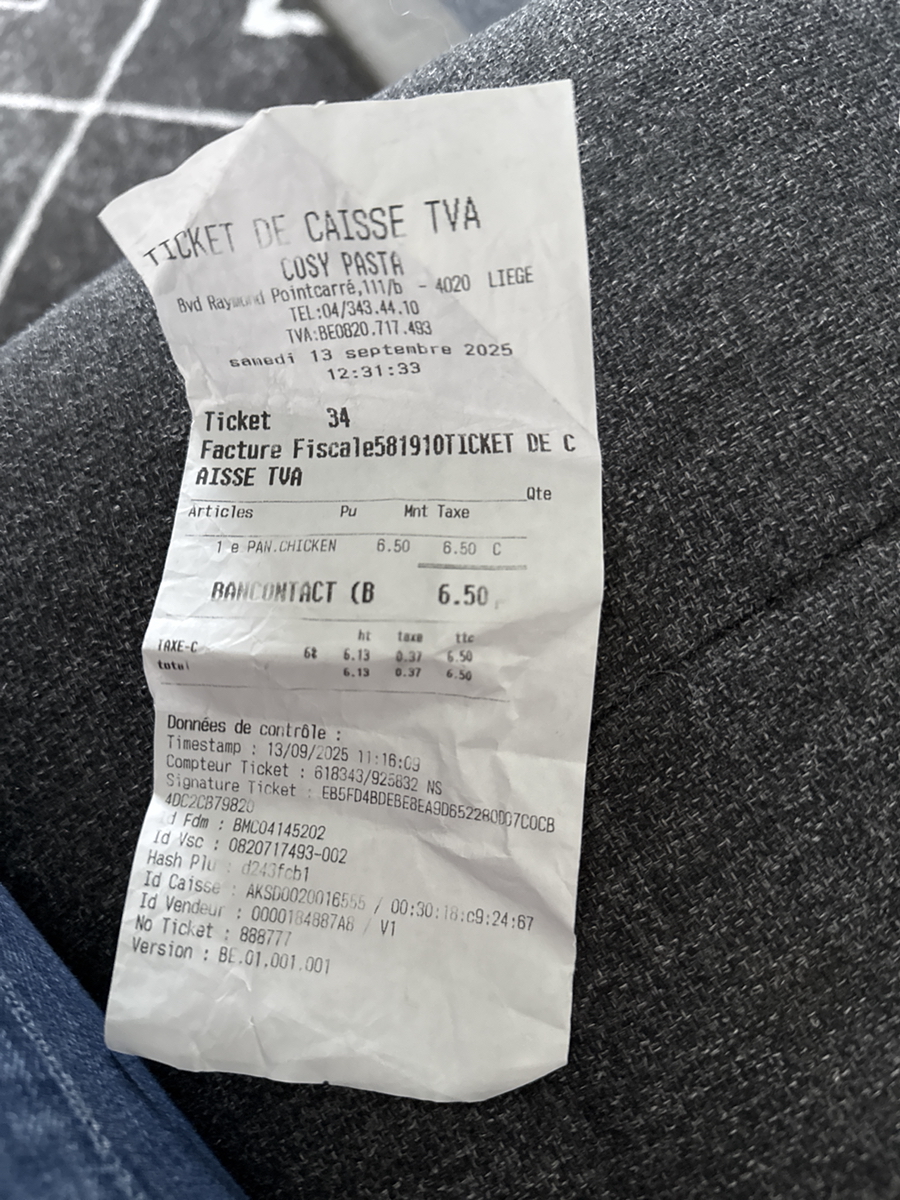 TICKET DE CAISSE TVA
COSY PASTA
Bvd Raymond Pointcarré,111/b - 4020 LIEGE
TEL:04/343.44.10
TVA:BE0820.717.493
samedi 13 septembre 2025
12:31:33
Ticket 34
Facture Fiscale581910TICKET DE C
AISSE TVA
Qte
Articles Pu Mnt Taxe
1 e PAN.CHICKEN 6.50 6.50 C
BANCONTACT (B 6.50
ht taxe ttc
TAXE-C 6% 6.13 0.37 6.50
total 6.13 0.37 6.50
Données de contrôle :
Timestamp : 13/09/2025 11:16:09
Compteur Ticket : 618343/925832 NS
Signature Ticket : EB5FD4BDEBE8EA9D652280DD7C0CB
4DC2CB79820
Id Fdm : BMC04145202
Id Vsc : 0820717493-002
Hash Plu : d243fcb1
Id Caisse : AKSD0020016555 / 00:30:18:c9:24:67
Id Vendeur : 0000184887A8 / V1
No Ticket : 888777
Version : BE.01.001.001